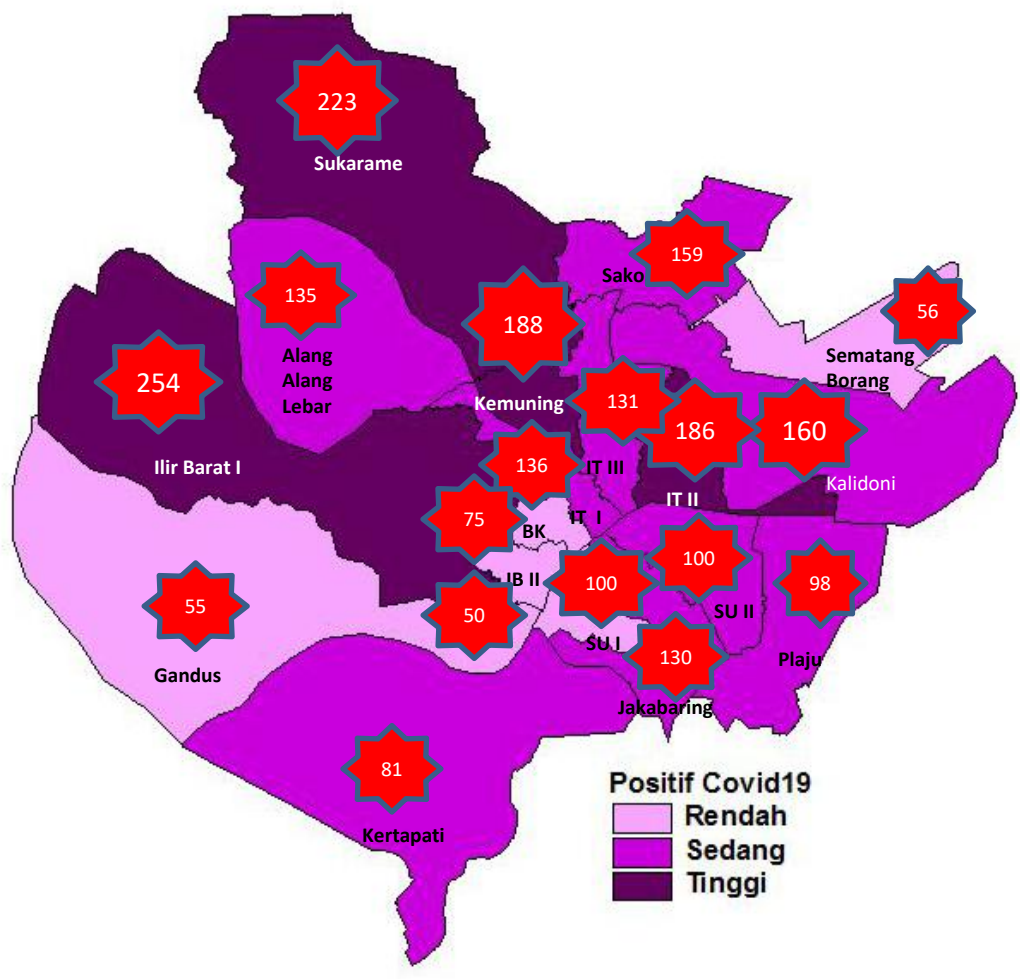 223
Sukarame
159
Sako
135
Alang
Alang
Lebar
188
Kemuning
56
Sematang
Borang
254
Ilir Barat I
131
186
160
Kalidoni
136
IT III
IT II
75
BK
IT I
100
IB II
100
98
SU II
55
Gandus
50
SU I
130
Plaju
Jakabaring
81
Kertapati
Positif Covid19
Rendah
Sedang
Tinggi